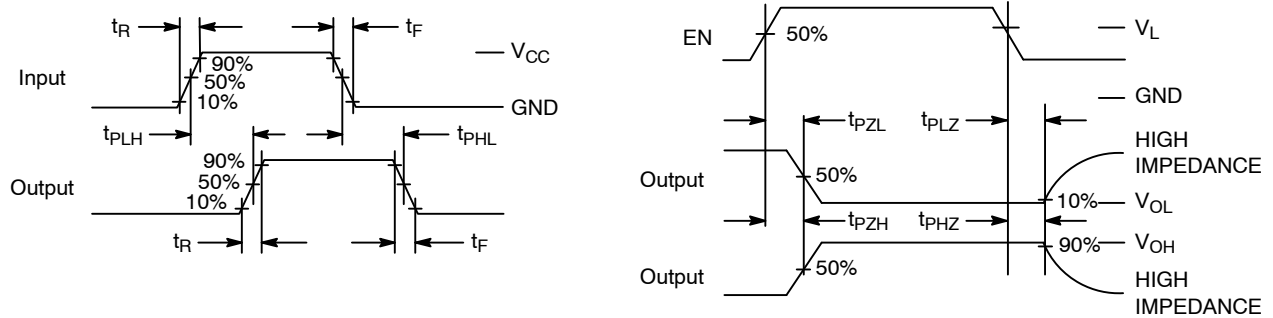 tR
tF
VCC
Input
90%
50%
10%
GND
tPLH
tPHL
Output
90%
50%
10%
tR
tF
EN
50%
VL
GND
tPZL
tPLZ
HIGH
IMPEDANCE
Output
50%
10%
VOL
tPZH
tPHZ
90%
VOH
Output
50%
HIGH
IMPEDANCE